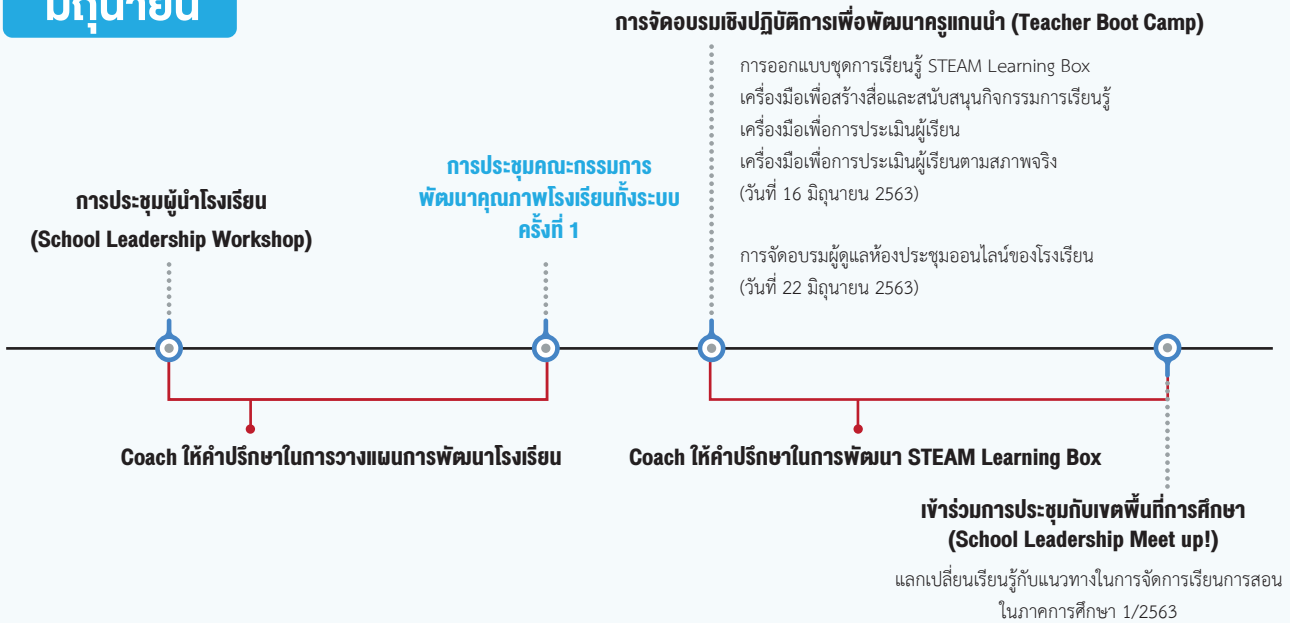 มิถุนายน
การจัดอบรมเชิงปฏิบัติการเพื่อพัฒนาครูแกนนำ (Teacher Boot Camp)
การออกแบบชุดการเรียนรู้ STEAM Learning Box
เครื่องมือเพื่อสร้างสื่อและสนับสนุนกิจกรรมการเรียนรู้
เครื่องมือเพื่อการประเมินผู้เรียน
เครื่องมือเพื่อการประเมินผู้เรียนตามสภาพจริง
(วันที่ 16 มิถุนายน 2563)
การจัดอบรมผู้ดูแลห้องประชุมออนไลน์ของโรงเรียน
(วันที่ 22 มิถุนายน 2563)
การประชุมคณะกรรมการ
พัฒนาคุณภาพโรงเรียนทั้งระบบ
ครั้งที่ 1
การประชุมผู้นำโรงเรียน
(School Leadership Workshop)
Coach ให้คำปรึกษาในการวางแผนการพัฒนาโรงเรียน
Coach ให้คำปรึกษาในการพัฒนา STEAM Learning Box
เข้าร่วมการประชุมกับเขตพื้นที่การศึกษา
(School Leadership Meet up!)
แลกเปลี่ยนเรียนรู้กับแนวทางในการจัดการเรียนการสอน
ในภาคการศึกษา 1/2563